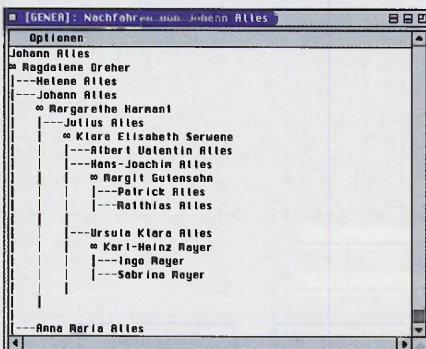 [GENEA]: Nachfahren von Johann Alles
Optionen
Johann Alles
∞ Magdalena Dreher
|---Helene Alles
|---Johann Alles
| ∞ Margarethe Harmant
| |---Julius Alles
| | ∞ Klara Elisabeth Serwene
| | |---Albert Valentin Alles
| | |---Hans-Joachim Alles
| | | ∞ Margit Gutensohn
| | | |---Patrick Alles
| | | |---Matthias Alles
| | |
| | |---Ursula Klara Alles
| | | ∞ Karl-Heinz Mayer
| | | |---Ingo Mayer
| | | |---Sabrina Mayer
| | |
| |
|
|---Anna Maria Alles